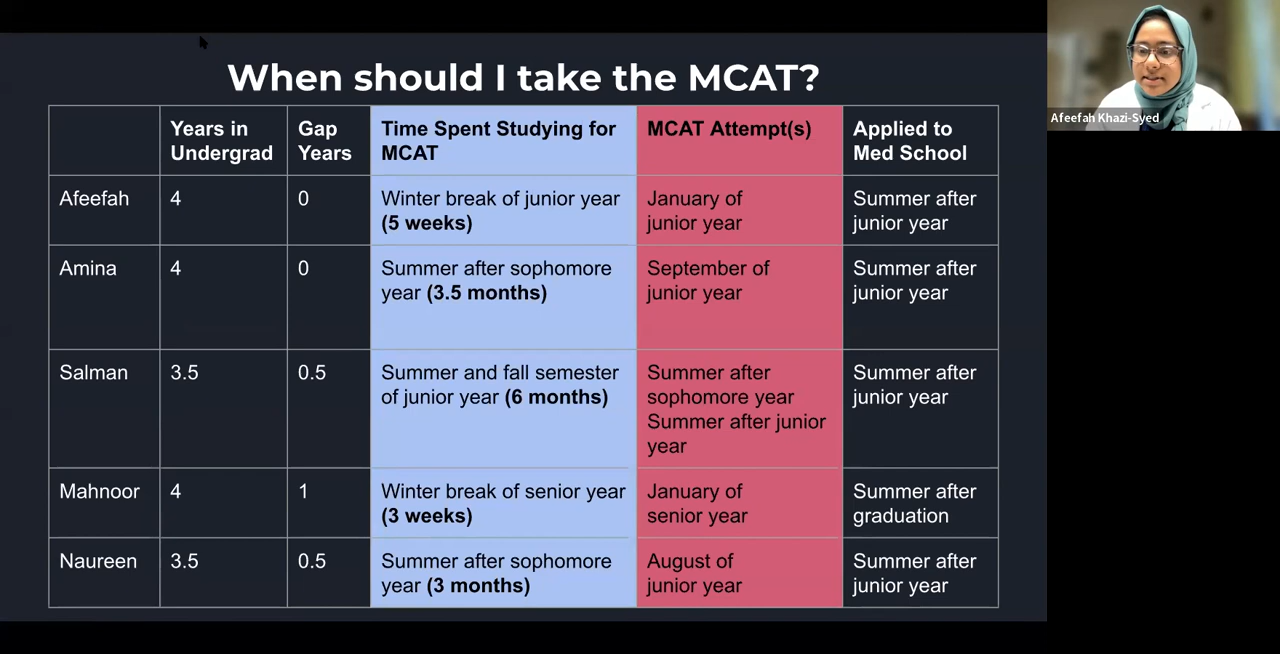 When should I take the MCAT?
Years in
Undergrad
Gap
Years
Time Spent Studying for
MCAT
MCAT Attempt(s)
Applied to
Med School
Afeefah
4
0
Winter break of junior year
(5 weeks)
January of
junior year
Summer after
junior year
Amina
4
0
Summer after sophomore
year (3.5 months)
September of
junior year
Summer after
junior year
Salman
3.5
0.5
Summer and fall semester
of junior year (6 months)
Summer after
sophomore year
Summer after junior
year
Summer after
junior year
Mahnoor
4
1
Winter break of senior year
(3 weeks)
January of
senior year
Summer after
graduation
Naureen
3.5
0.5
Summer after sophomore
year (3 months)
August of
junior year
Summer after
junior year
Afeefah Khazi-Syed